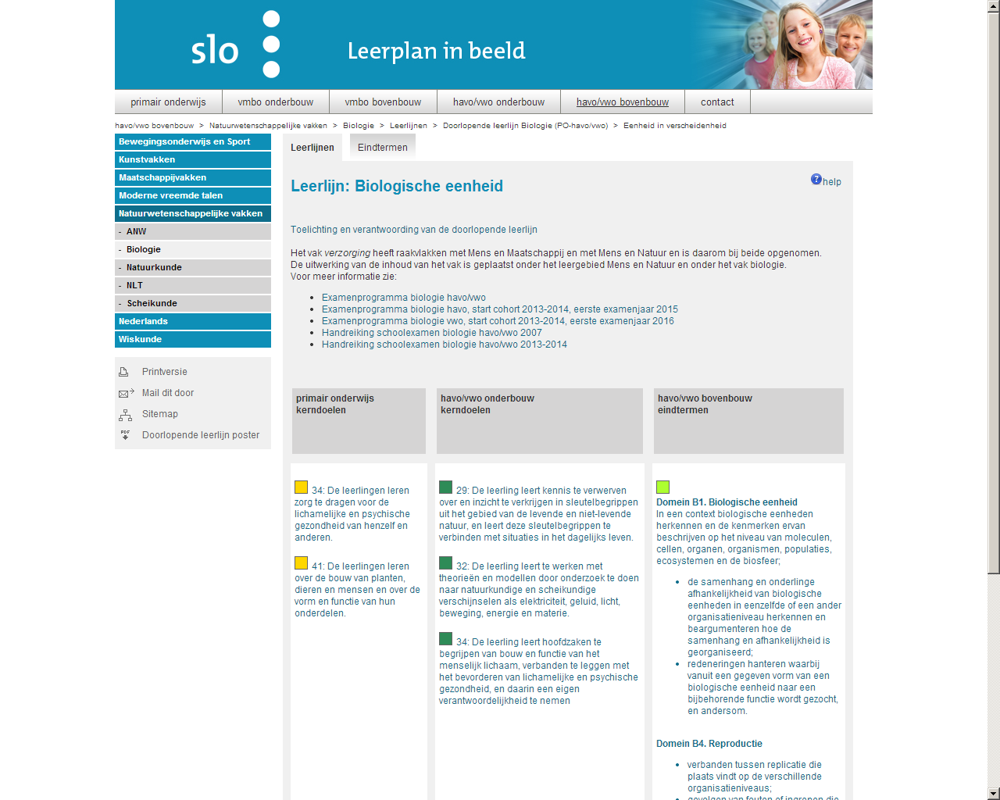 slo
Leerplan in beeld
primair onderwijs
vmbo onderbouw
vmbo bovenbouw
havo/vwo onderbouw
havo/vwo bovenbouw
contact
havo/vwo bovenbouw > Natuurwetenschappelijke vakken > Biologie > Leerlijnen > Doorlopende leerlijn Biologie (PO-havo/vwo) > Eenheid in verscheidenheid
Bewegingsonderwijs en Sport
Kunstvakken
Maatschappijvakken
Moderne vreemde talen
Natuurwetenschappelijke vakken
- ANW
- Biologie
- Natuurkunde
- NLT
- Scheikunde
Nederlands
Wiskunde
Printversie
Mail dit door
Sitemap
PDF
Doorlopende leerlijn poster
Leerlijnen
Eindtermen
Leerlijn: Biologische eenheid
?help
Toelichting en verantwoording van de doorlopende leerlijn
Het vak verzorging heeft raakvlakken met Mens en Maatschappij en met Mens en Natuur en is daarom bij beide opgenomen.
De uitwerking van de inhoud van het vak is geplaatst onder het leergebied Mens en Natuur en onder het vak biologie.
Voor meer informatie zie:
• Examenprogramma biologie havo/vwo
• Examenprogramma biologie havo, start cohort 2013-2014, eerste examenjaar 2015
• Examenprogramma biologie vwo, start cohort 2013-2014, eerste examenjaar 2016
• Handreiking schoolexamen biologie havo/vwo 2007
• Handreiking schoolexamen biologie havo/vwo 2013-2014
primair onderwijs
kerndoelen
havo/vwo onderbouw
kerndoelen
havo/vwo bovenbouw
eindtermen
34: De leerlingen leren
zorg te dragen voor de
lichamelijke en psychische
gezondheid van henzelf en
anderen.
41: De leerlingen leren
over de bouw van planten,
dieren en mensen en over de
vorm en functie van hun
onderdelen.
29: De leerling leert kennis te verwerven
over en inzicht te verkrijgen in sleutelbegrippen
uit het gebied van de levende en niet-levende
natuur, en leert deze sleutelbegrippen te
verbinden met situaties in het dagelijks leven.
32: De leerling leert te werken met
theorieën en modellen door onderzoek te doen
naar natuurkundige en scheikundige
verschijnselen als elektriciteit, geluid, licht,
beweging, energie en materie.
34: De leerling leert hoofdzaken te
begrijpen van bouw en functie van het
menselijk lichaam, verbanden te leggen met
het bevorderen van lichamelijke en psychische
gezondheid, en daarin een eigen
verantwoordelijkheid te nemen
Domein B1. Biologische eenheid
In een context biologische eenheden
herkennen en de kenmerken ervan
beschrijven op het niveau van moleculen,
cellen, organen, organismen, populaties,
ecosystemen en de biosfeer;
• de samenhang en onderlinge
afhankelijkheid van biologische
eenheden in eenzelfde of een ander
organisatieniveau herkennen en
beargumenteren hoe de
samenhang en afhankelijkheid is
georganiseerd;
• redeneringen hanteren waarbij
vanuit een gegeven vorm van een
biologische eenheid naar een
bijbehorende functie wordt gezocht,
en andersom.
Domein B4. Reproductie
• verbanden tussen replicatie die
plaats vindt op de verschillende
organisatieniveaus;
• gevolgen van fouten of ingrepen die